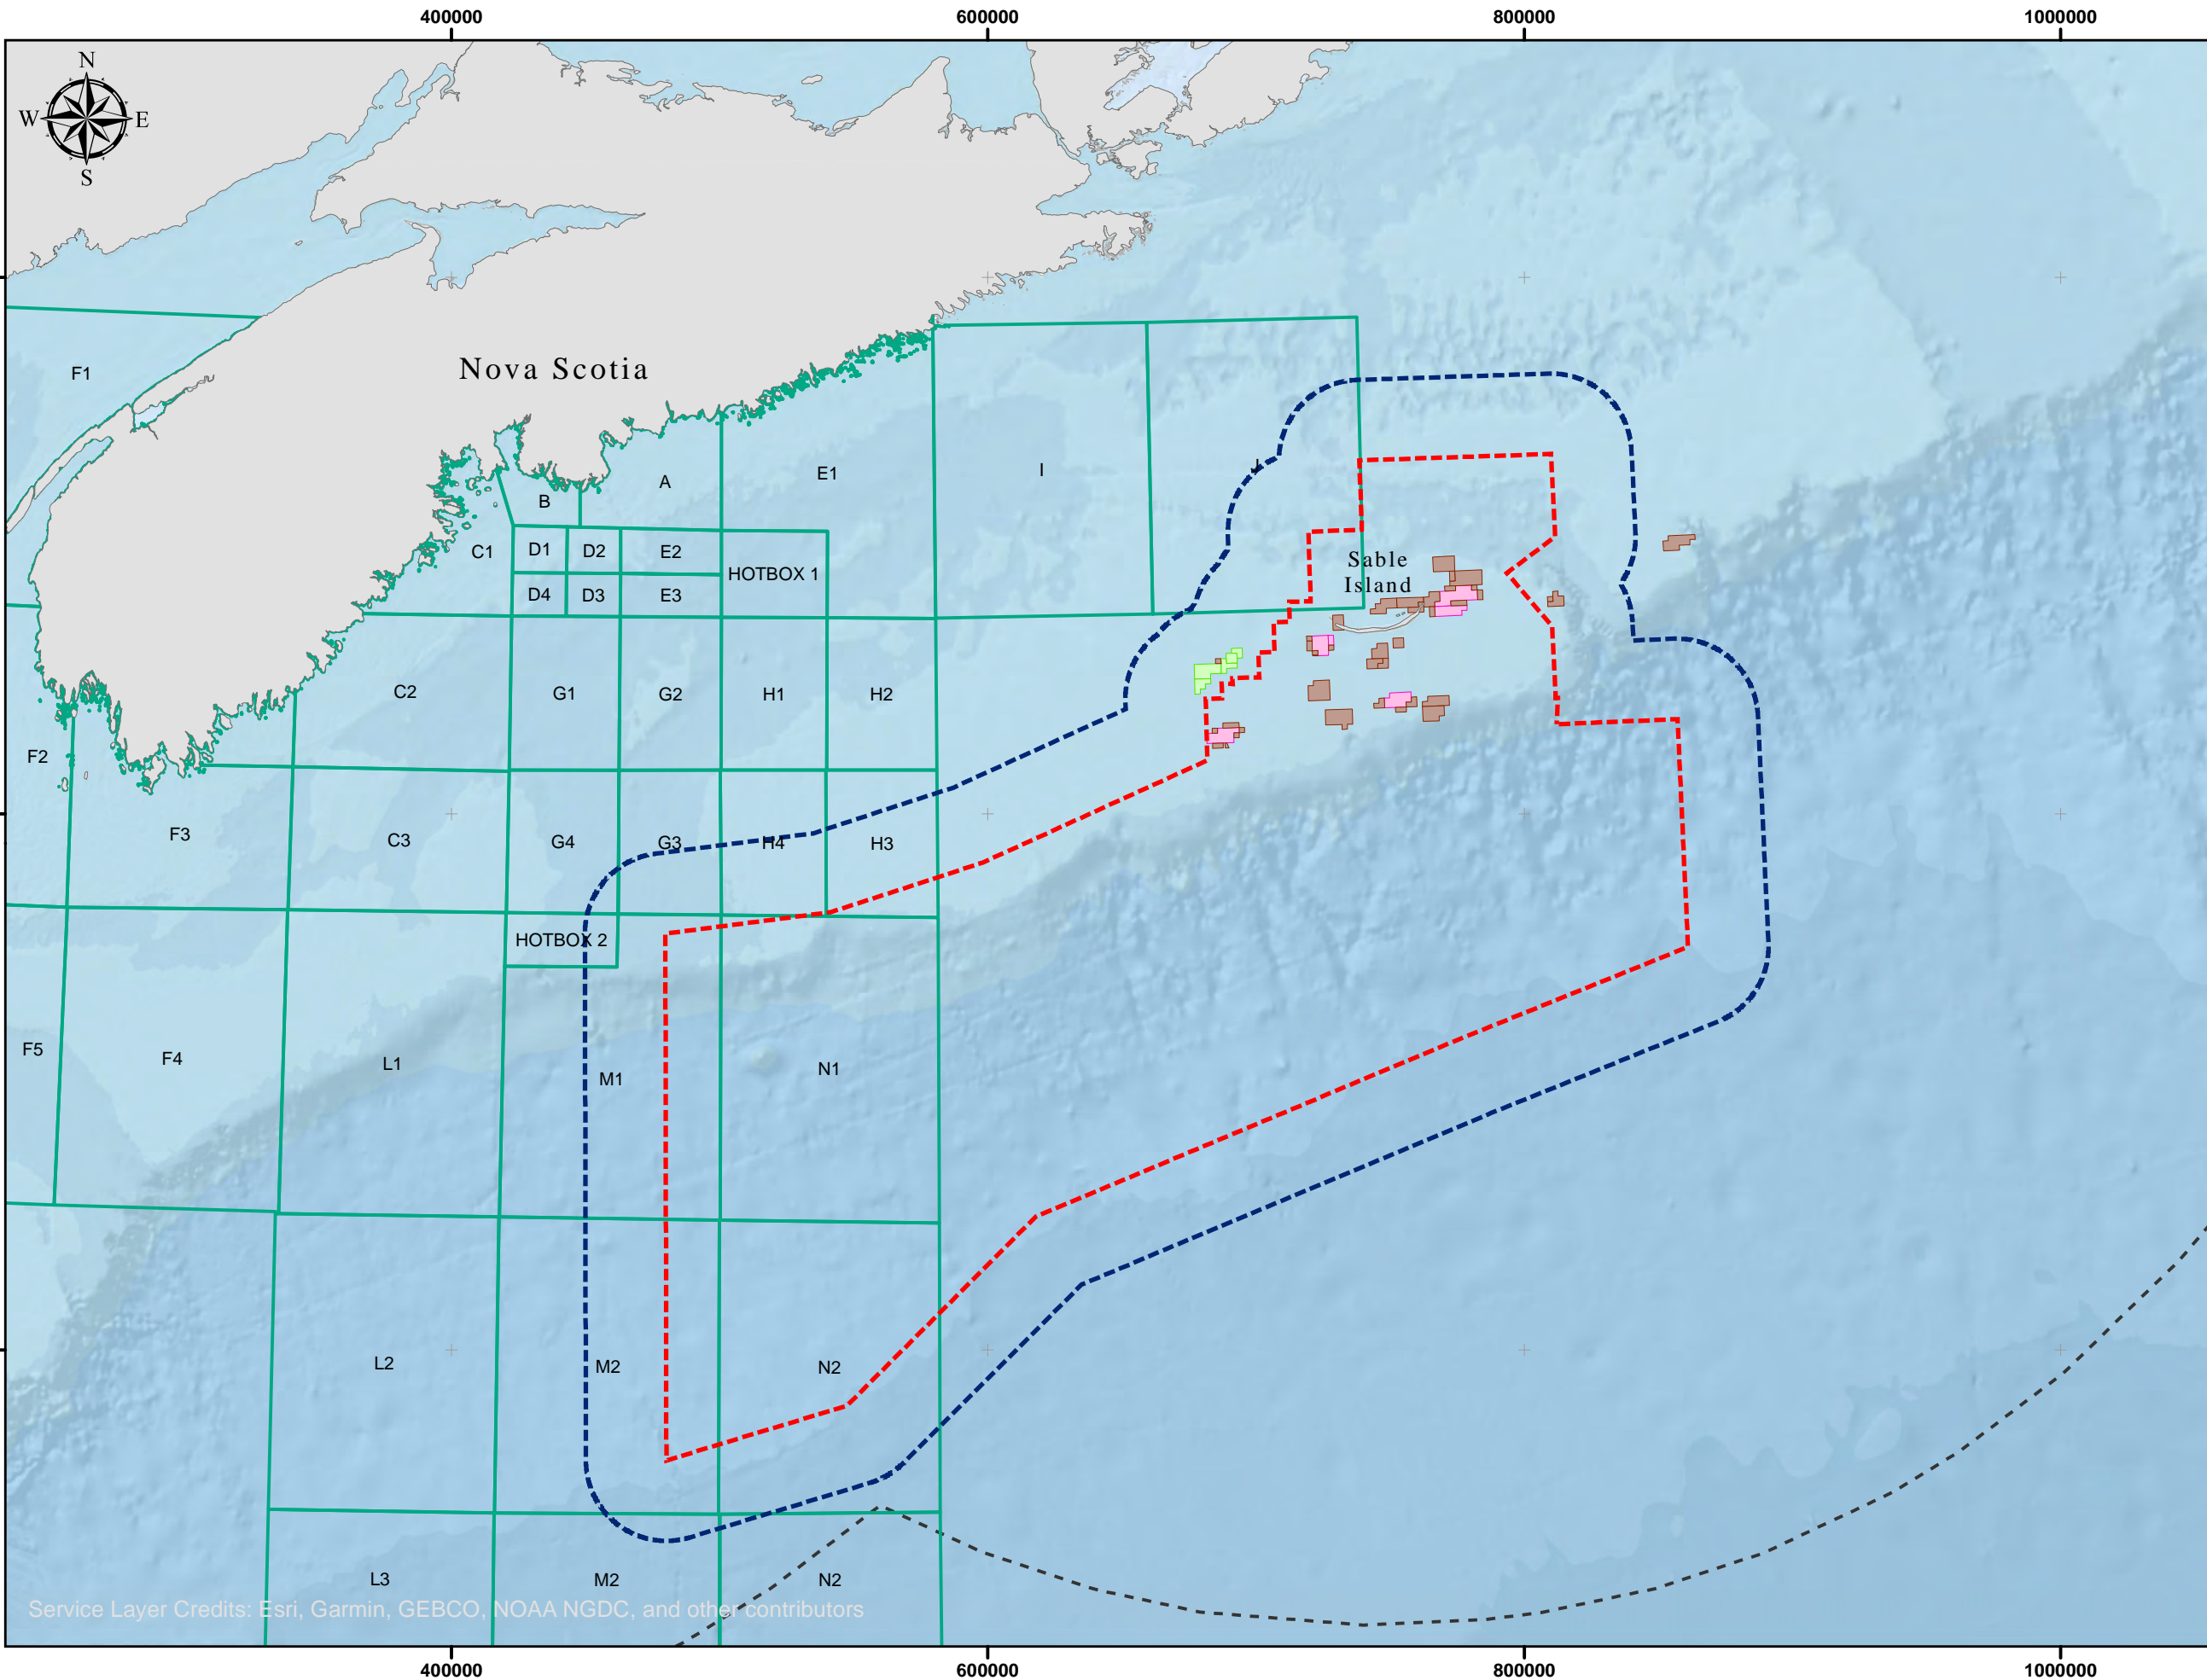 400000 600000 800000 1000000
N
W E
S
Nova Scotia
F1
I
J
E1
A
B
C1
D1 D2 E2
HOTBOX 1
D4 D3 E3
Sable
Island
C2 G1 G2 H1 H2
F2
F3 C3 G4 G3 H4 H3
HOTBOX 2
F5 F4 L1 M1 N1
L2 M2 N2
L3 M2 N2
Service Layer Credits: Esri, Garmin, GEBCO, NOAA NGDC, and other contributors
400000 600000 800000 1000000